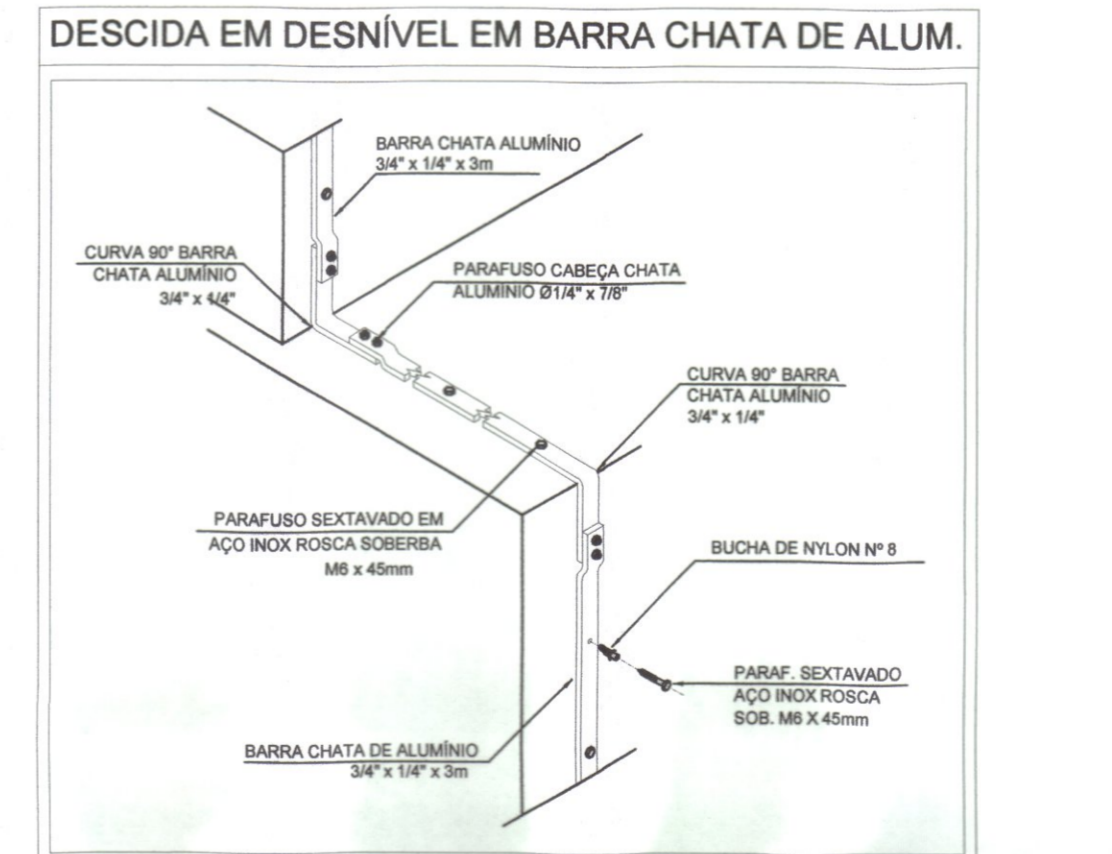 DESCIDA EM DESNÍVEL EM BARRA CHATA DE ALUM.
BARRA CHATA ALUMÍNIO
3/4" x 1/4" x 3m
CURVA 90° BARRA
CHATA ALUMÍNIO
3/4" x 1/4"
PARAFUSO CABEÇA CHATA
ALUMINIO Ø1/4" x 7/8"
CURVA 90° BARRA
CHATA ALUMÍNIO
3/4" x 1/4"
PARAFUSO SEXTAVADO EM
AÇO INOX ROSCA SOBERBA
M6 x 45mm
BUCHA DE NYLON Nº 8
PARAF. SEXTAVADO
AÇO INOX ROSCA
SOB. M6 X 45mm
BARRA CHATA DE ALUMÍNIO
3/4" x 1/4" x 3m